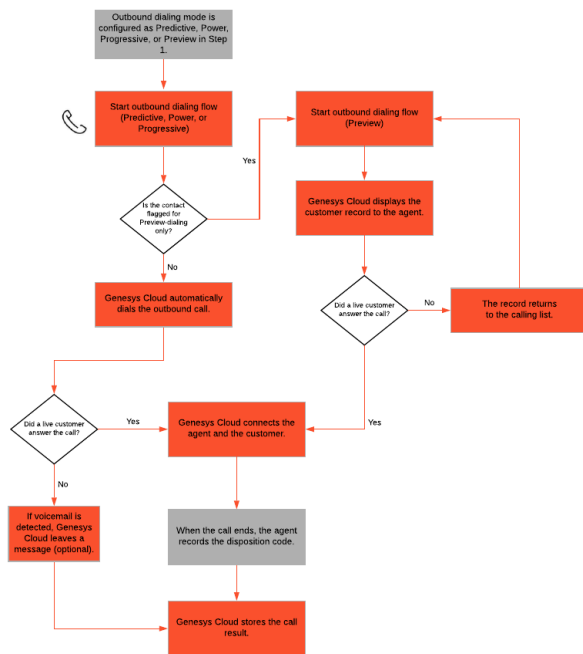 Outbound dialing mode is
configured as Predictive, Power,
Progressive, or Preview in Step
1.
Start outbound dialing flow
(Predictive, Power, or
Progressive)
Start outbound dialing flow
(Preview)
Yes
Is the contact
flagged for
Preview-dialing
only?
Genesys Cloud displays the
customer record to the agent.
No
Genesys Cloud automatically
dials the outbound call.
Did a live customer
answer the call?
No
The record returns
to the calling list.
Did a live customer
answer the call?
Yes
Genesys Cloud connects the
agent and the customer.
Yes
No
If voicemail is
detected, Genesys
Cloud leaves a
message (optional).
When the call ends, the agent
records the disposition code.
Genesys Cloud stores the call
result.